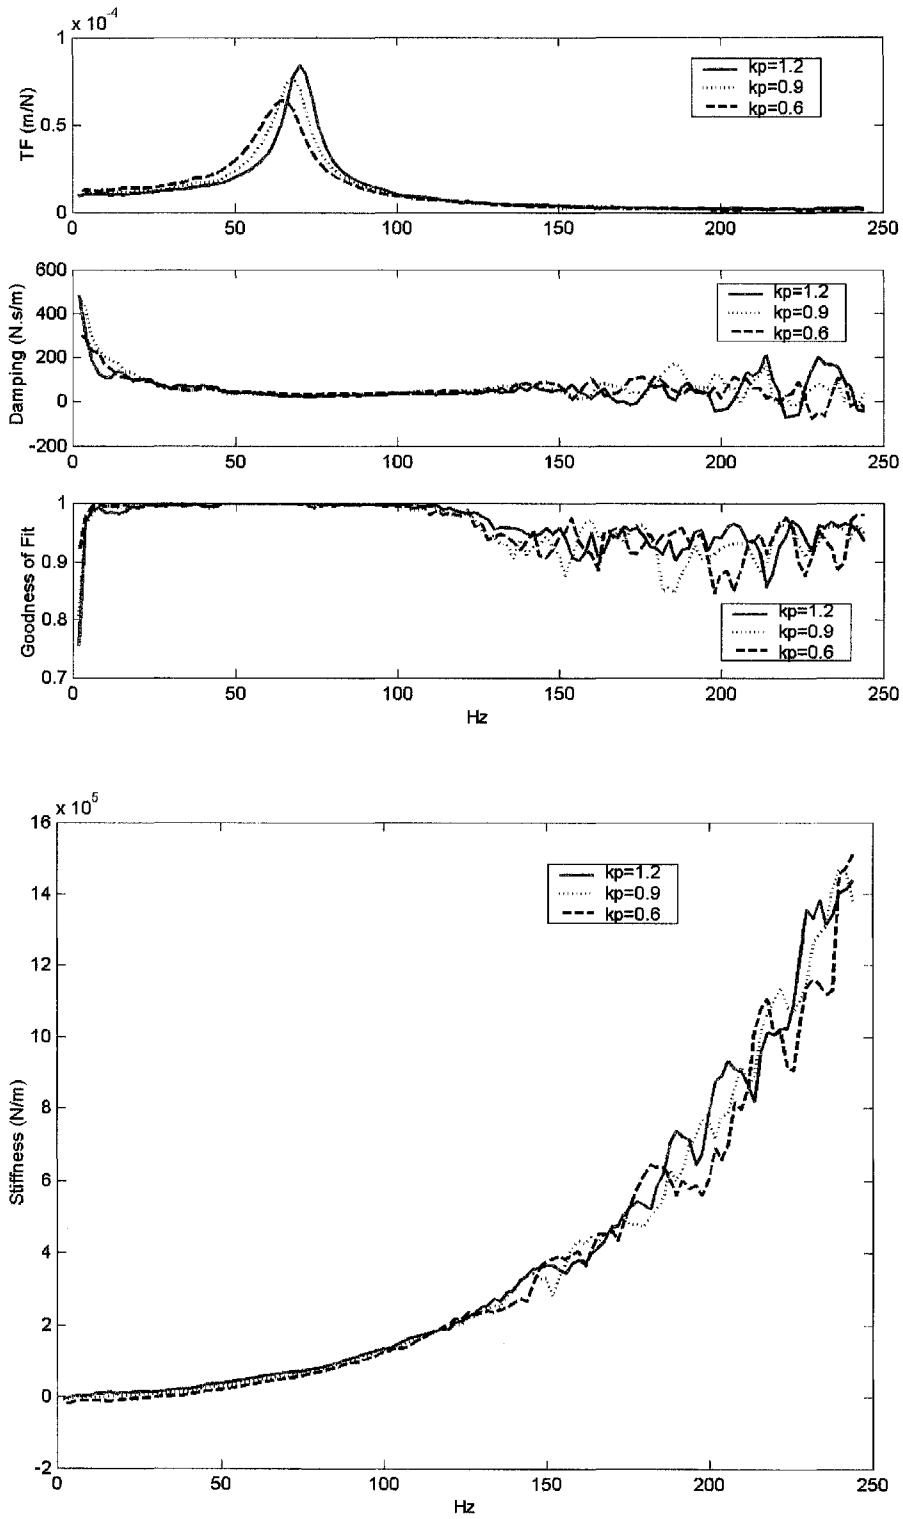 x 10^-4
1
0.5
0
TF (m/N)
kp=1.2
kp=0.9
kp=0.6
0 50 100 150 200 250
600
400
200
0
-200
Damping (N.s/m)
kp=1.2
kp=0.9
kp=0.6
0 50 100 150 200 250
1
0.9
0.8
0.7
Goodness of Fit
kp=1.2
kp=0.9
kp=0.6
0 50 100 150 200 250
Hz
x 10^5
16
14
12
10
8
6
4
2
0
-2
Stiffness (N/m)
kp=1.2
kp=0.9
kp=0.6
0 50 100 150 200 250
Hz